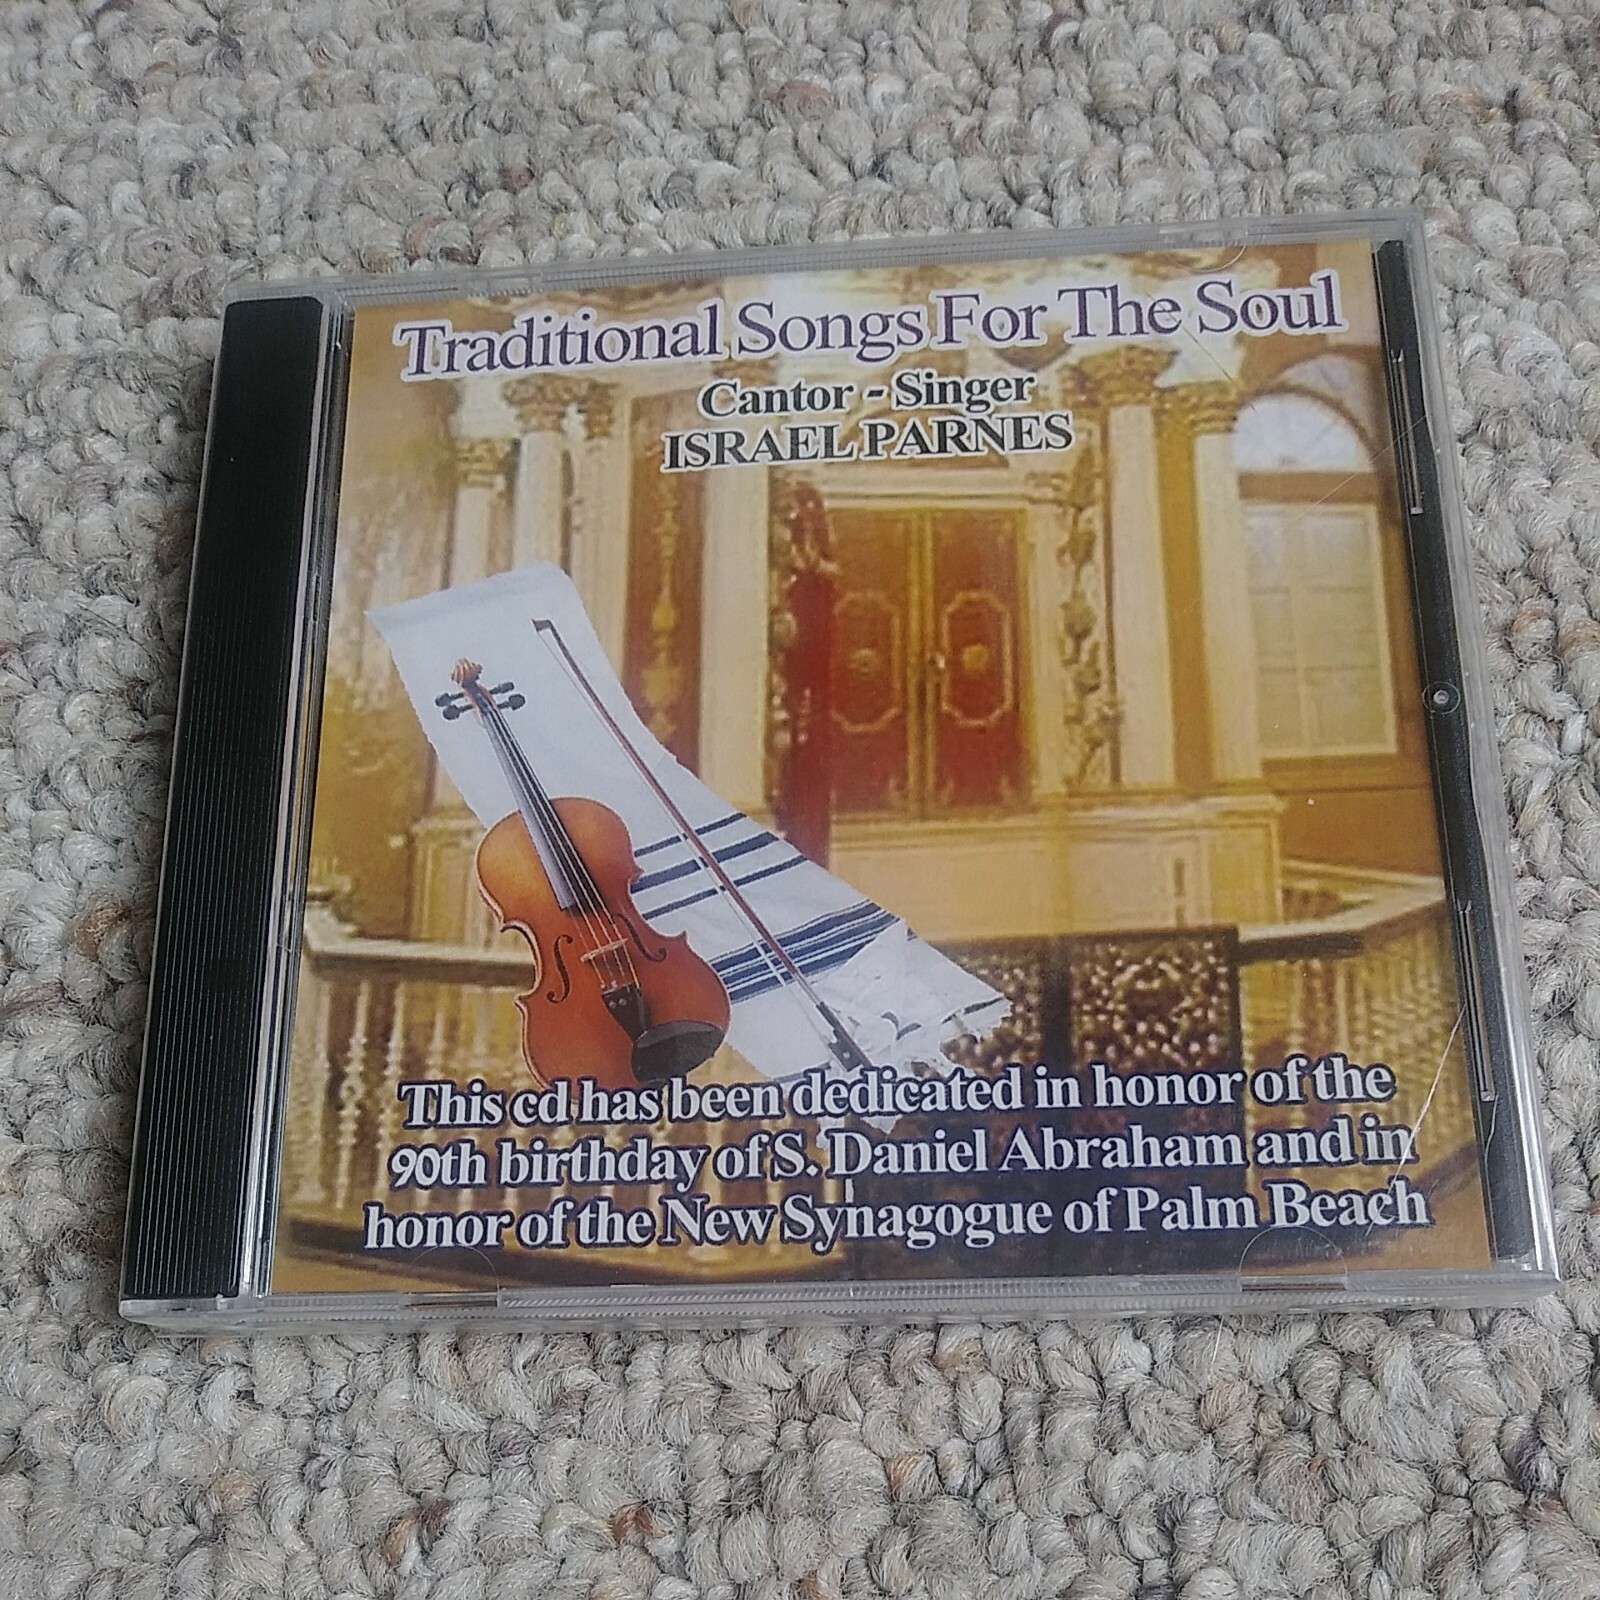 Traditional Songs For The Soul
Cantor - Singer
ISRAEL PARNES
This cd has been dedicated in honor of the
90th birthday of S. Daniel Abraham and in
honor of the New Synagogue of Palm Beach